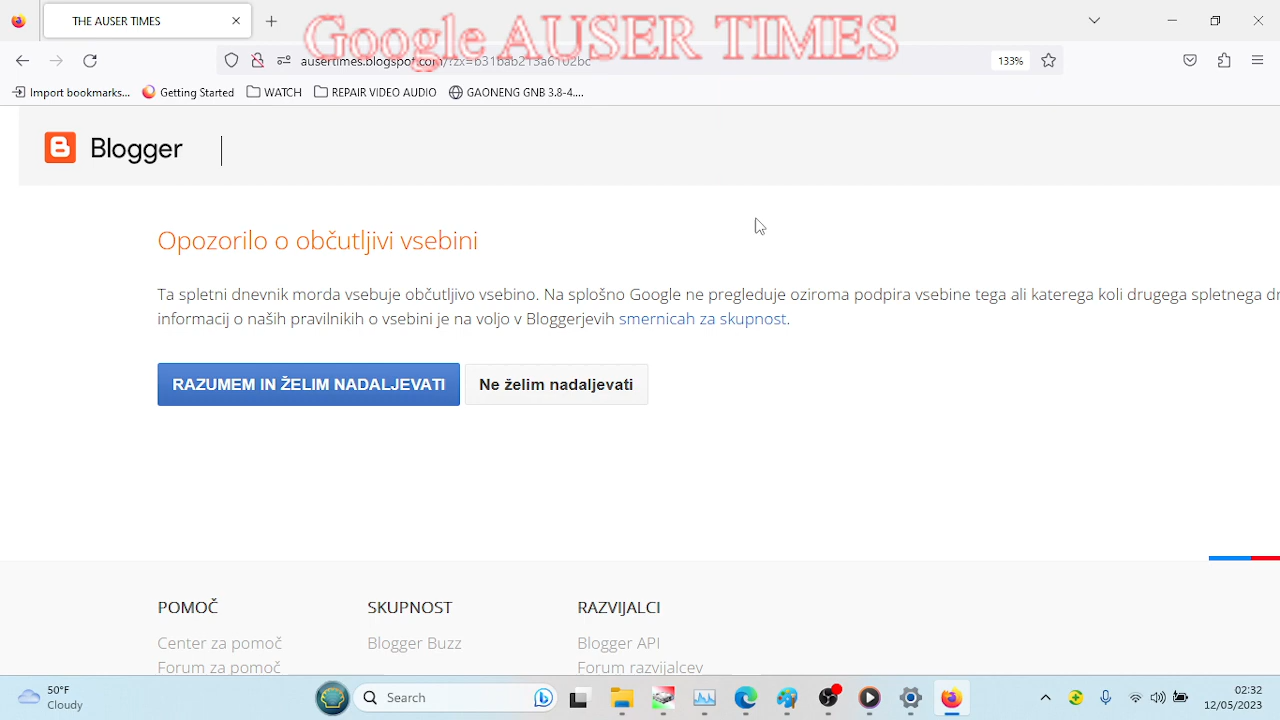 THE AUSER TIMES
Google AUSER TIMES
ausertimes.blogspot.com/?zx=b31bab213a6102bc
133%
Import bookmarks...
Getting Started
WATCH
REPAIR VIDEO AUDIO
GAONENG GNB 3.8-4....
Blogger
Opozorilo o občutljivi vsebini
Ta spletni dnevnik morda vsebuje občutljivo vsebino. Na splošno Google ne pregleduje oziroma podpira vsebine tega ali katerega koli drugega spletnega
informacij o naših pravilnikih o vsebini je na voljo v Bloggerjevih smernicah za skupnost.
RAZUMEM IN ŽELIM NADALJEVATI
Ne želim nadaljevati
POMOČ
SKUPNOST
RAZVIJALCI
Center za pomoč
Blogger Buzz
Blogger API
Forum za pomoč
Forum razvijalcev
50°F
Cloudy
Search
02:32
12/05/2023